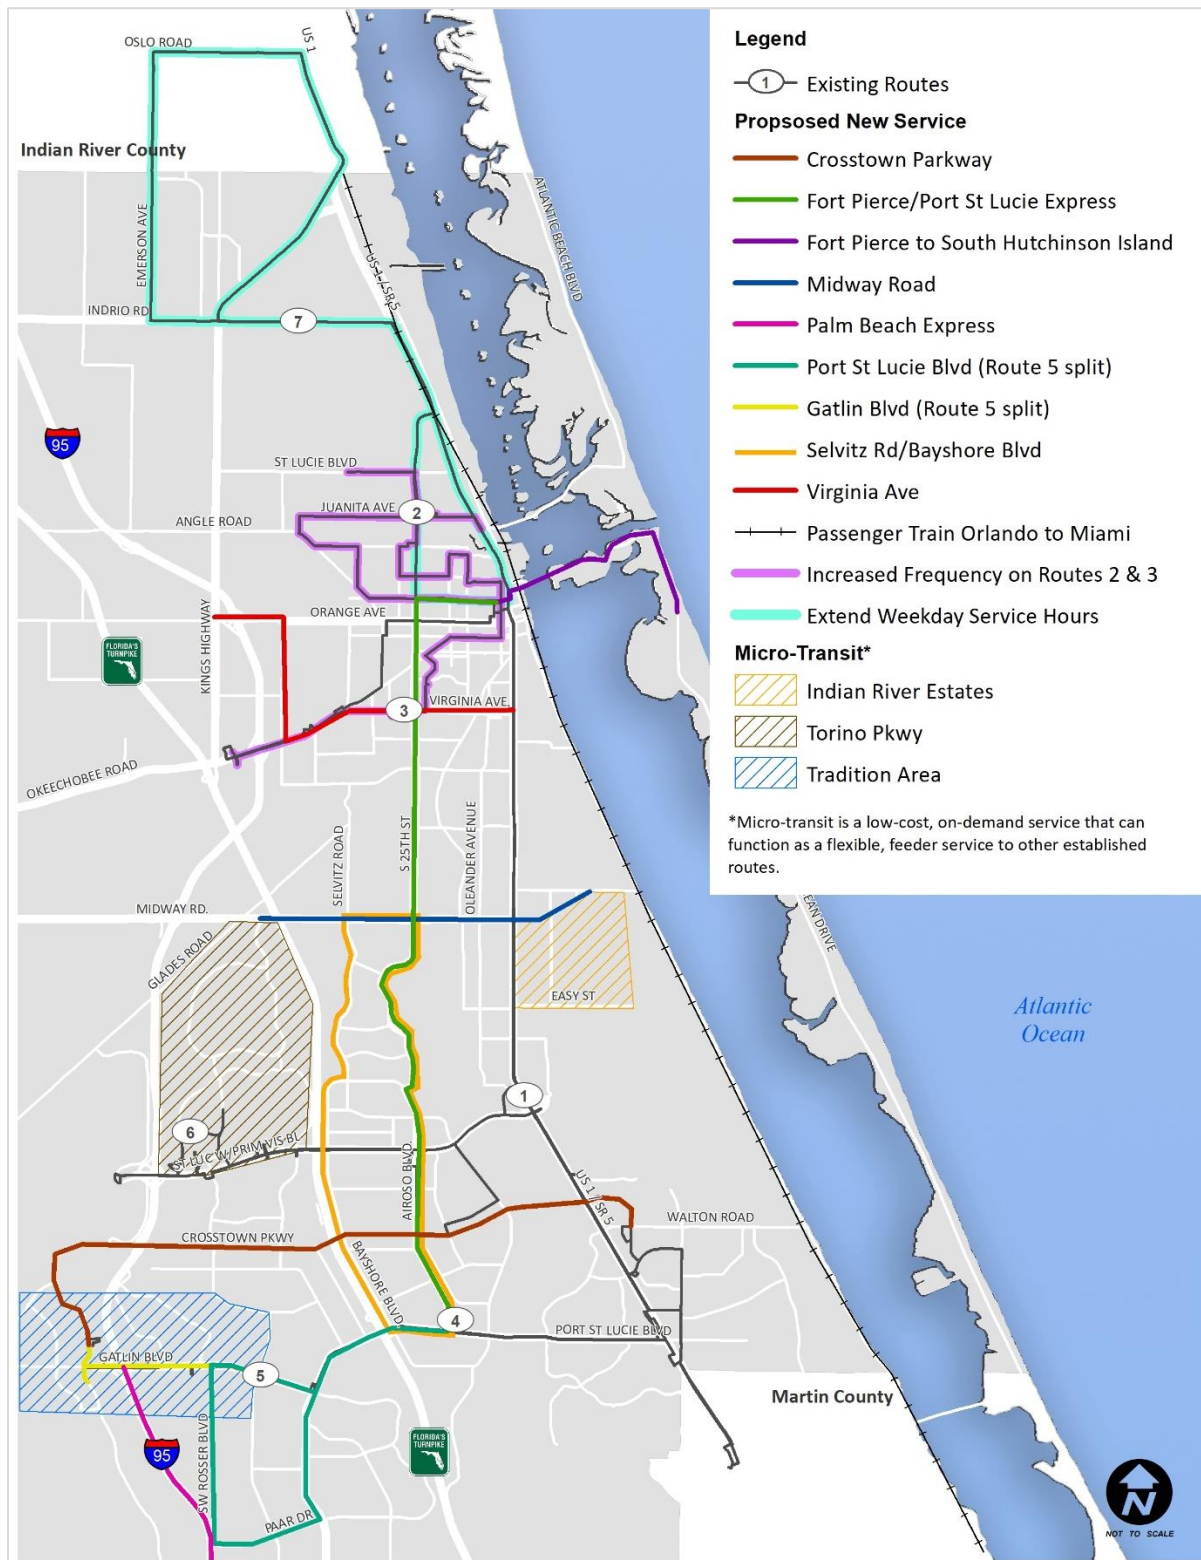 Legend
1 Existing Routes
Propsosed New Service
Crosstown Parkway
Fort Pierce/Port St Lucie Express
Fort Pierce to South Hutchinson Island
Midway Road
Palm Beach Express
Port St Lucie Blvd (Route 5 split)
Gatlin Blvd (Route 5 split)
Selvitz Rd/Bayshore Blvd
Virginia Ave
Passenger Train Orlando to Miami
Increased Frequency on Routes 2 & 3
Extend Weekday Service Hours
Micro-Transit*
Indian River Estates
Torino Pkwy
Tradition Area
*Micro-transit is a low-cost, on-demand service that can
function as a flexible, feeder service to other established
routes.
OSLO ROAD
US 1
Indian River County
EMERSON AVE
ATLANTIC BEACH BLVD
US 1 / SR 5
INDRIO RD
7
95
ST LUCIE BLVD
JUANITA AVE
2
ANGLE ROAD
ORANGE AVE
KINGS HIGHWAY
FLORIDA'S
TURNPIKE
VIRGINIA AVE.
3
OKEECHOBEE ROAD
S 25TH ST
OLEANDER AVENUE
SELVITZ ROAD
MIDWAY RD.
GLADES ROAD
EASY ST
EAN DRIVE
Atlantic
Ocean
1
6
ST LUC W/PRIM VIS BL
AIROSO BLVD.
US 1 / SR 5
WALTON ROAD
CROSSTOWN PKWY
BAYSHORE BLVD
4
PORT ST LUCIE BLVD
GATLIN BLVD
5
Martin County
SW ROSSER BLVD
95
FLORIDA'S
TURNPIKE
PAAR DR
N
NOT TO SCALE